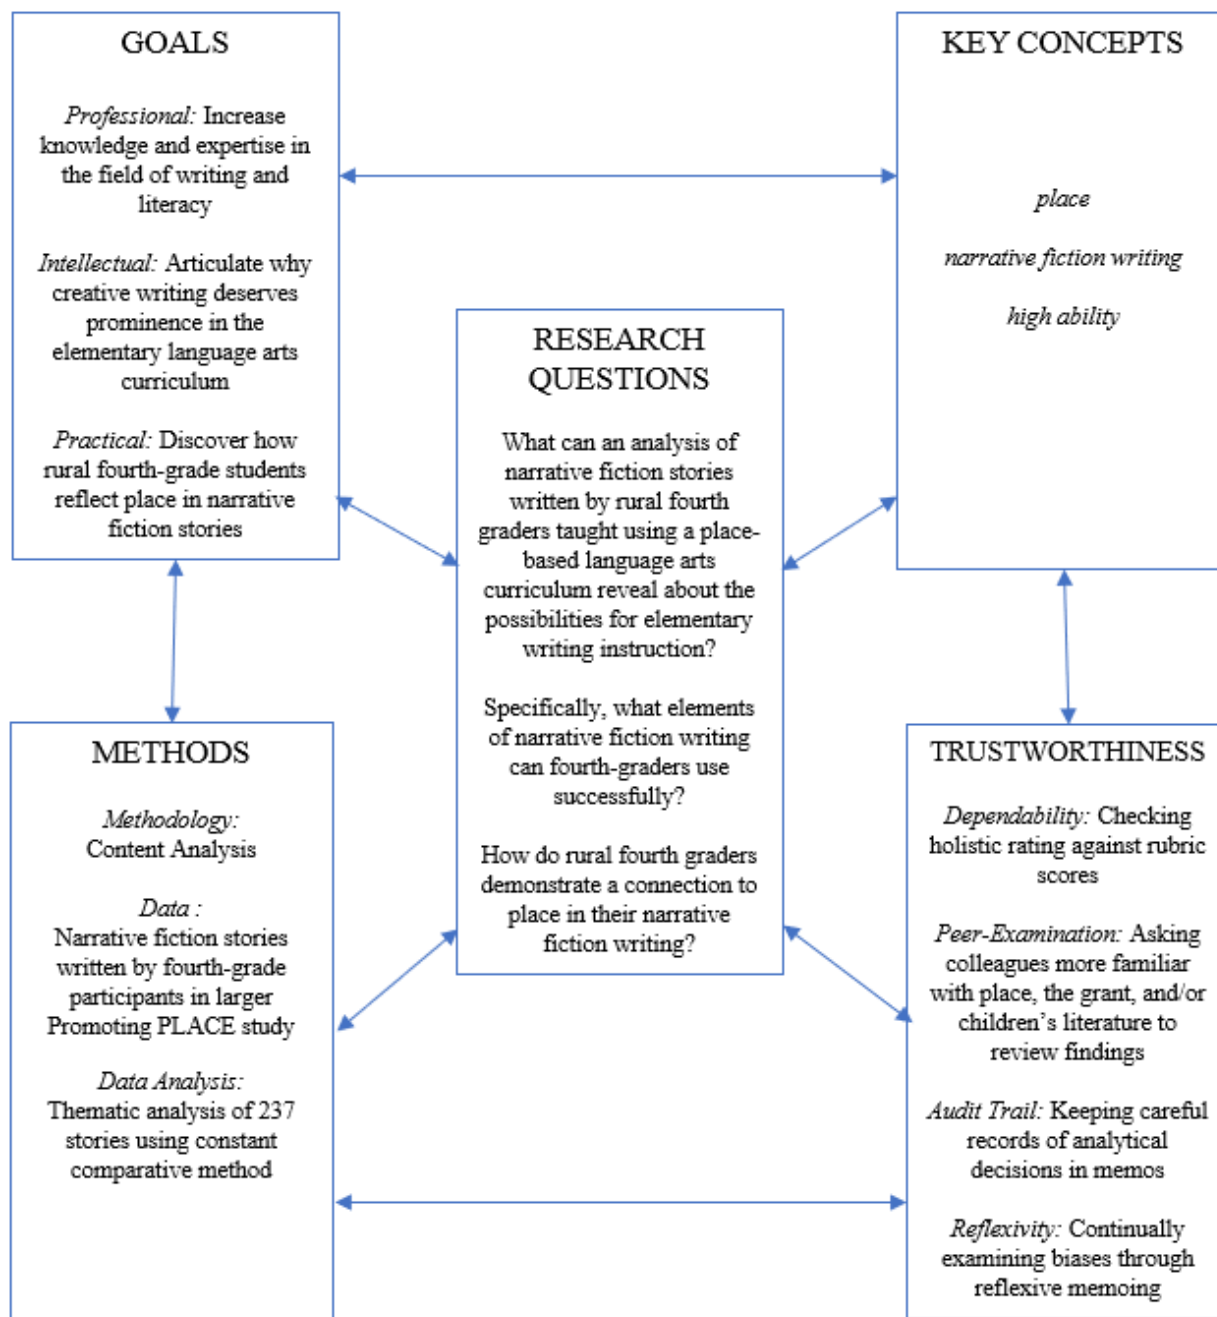 GOALS
Professional: Increase
knowledge and expertise in
the field of writing and
literacy
Intellectual: Articulate why
creative writing deserves
prominence in the
elementary language arts
curriculum
Practical: Discover how
rural fourth-grade students
reflect place in narrative
fiction stories
KEY CONCEPTS
place
narrative fiction writing
high ability
RESEARCH
QUESTIONS
What can an analysis of
narrative fiction stories
written by rural fourth
graders taught using a place-
based language arts
curriculum reveal about the
possibilities for elementary
writing instruction?
Specifically, what elements
of narrative fiction writing
can fourth-graders use
successfully?
How do rural fourth graders
demonstrate a connection to
place in their narrative
fiction writing?
METHODS
Methodology:
Content Analysis
Data :
Narrative fiction stories
written by fourth-grade
participants in larger
Promoting PLACE study
Data Analysis:
Thematic analysis of 237
stories using constant
comparative method
TRUSTWORTHINESS
Dependability: Checking
holistic rating against rubric
scores
Peer-Examination: Asking
colleagues more familiar
with place, the grant, and/or
children's literature to
review findings
Audit Trail: Keeping careful
records of analytical
decisions in memos
Reflexivity: Continually
examining biases through
reflexive memoing